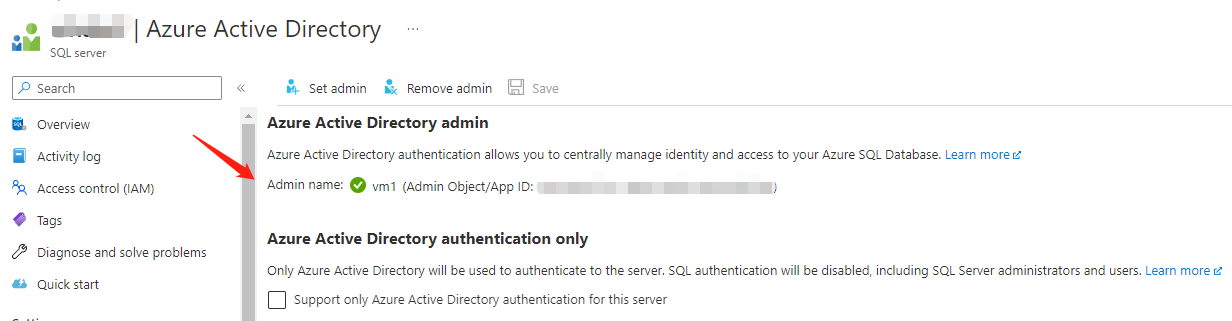 | Azure Active Directory ...
SQL server
Search
«
Set admin
Remove admin
Save
Overview
Activity log
Access control (IAM)
Tags
Diagnose and solve problems
Quick start
Azure Active Directory admin
Azure Active Directory authentication allows you to centrally manage identity and access to your Azure SQL Database. Learn more
Admin name: vm1 (Admin Object/App ID: )
Azure Active Directory authentication only
Only Azure Active Directory will be used to authenticate to the server. SQL authentication will be disabled, including SQL Server administrators and users. Learn more
Support only Azure Active Directory authentication for this server